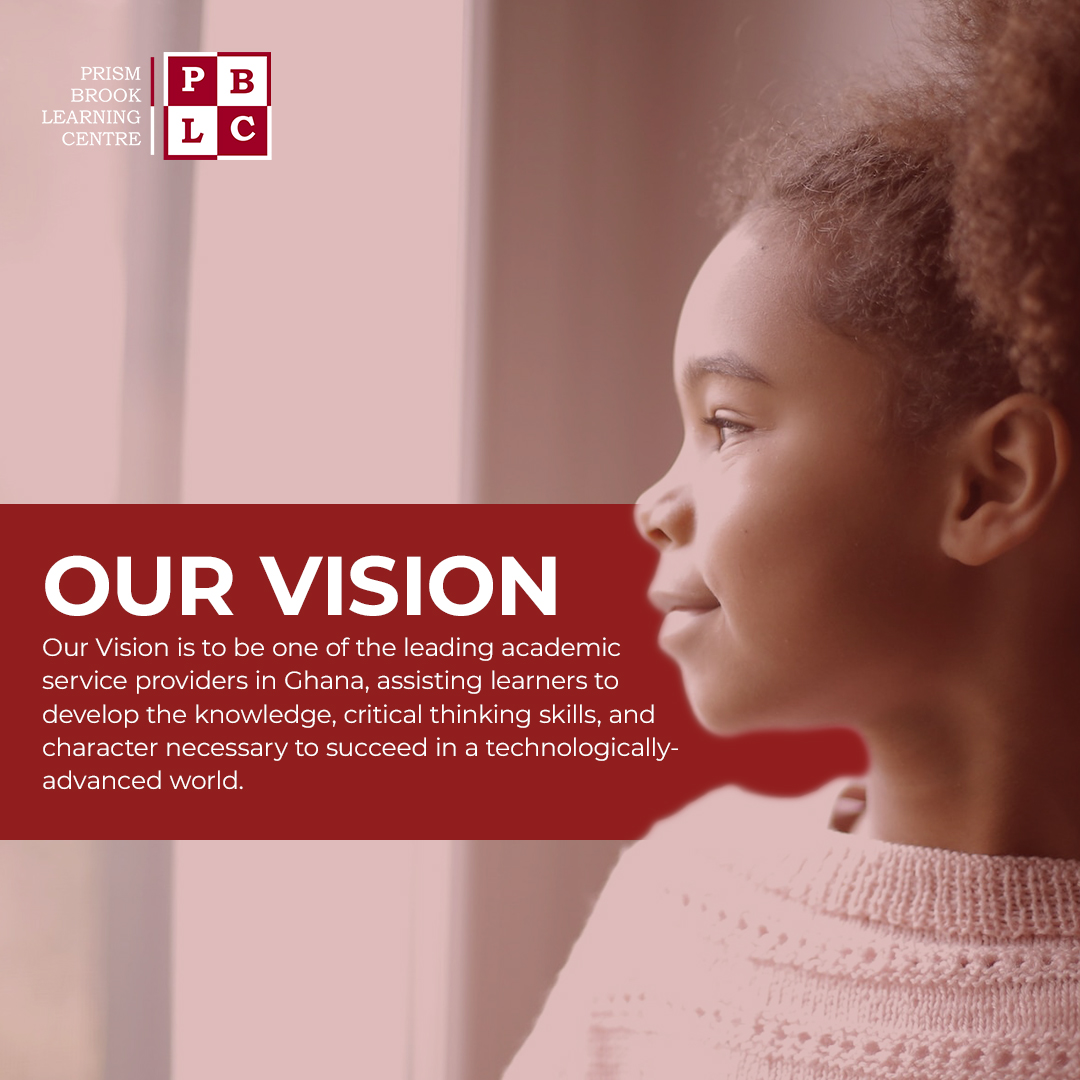 PRISM
BROOK
LEARNING
CENTRE
P B
L C
OUR VISION
Our Vision is to be one of the leading academic
service providers in Ghana, assisting learners to
develop the knowledge, critical thinking skills, and
character necessary to succeed in a technologically-
advanced world.